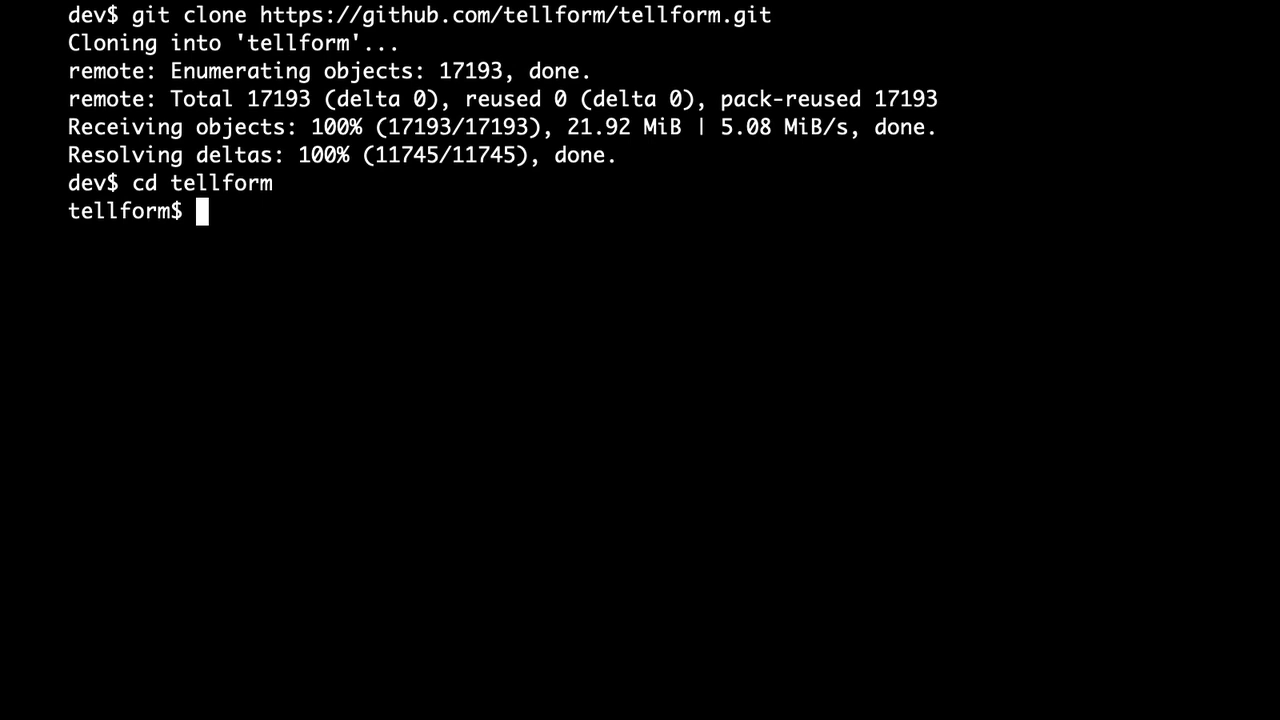 dev$ git clone https://github.com/tellform/tellform.git
Cloning into 'tellform'...
remote: Enumerating objects: 17193, done.
remote: Total 17193 (delta 0), reused 0 (delta 0), pack-reused 17193
Receiving objects: 100% (17193/17193), 21.92 MiB | 5.08 MiB/s, done.
Resolving deltas: 100% (11745/11745), done.
dev$ cd tellform
tellform$